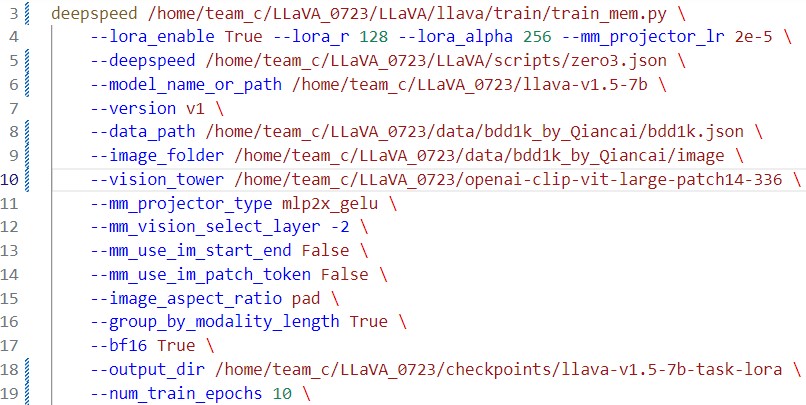 3 deepspeed /home/team_c/LLaVA_0723/LLaVA/llava/train/train_mem.py \
4 --lora_enable True --lora_r 128 --lora_alpha 256 --mm_projector_lr 2e-5 \
5 --deepspeed /home/team_c/LLaVA_0723/LLaVA/scripts/zero3.json \
6 --model_name_or_path /home/team_c/LLaVA_0723/llava-v1.5-7b \
7 --version v1 \
8 --data_path /home/team_c/LLaVA_0723/data/bdd1k_by_Qiancai/bdd1k.json \
9 --image_folder /home/team_c/LLaVA_0723/data/bdd1k_by_Qiancai/image \
10 --vision_tower /home/team_c/LLaVA_0723/openai-clip-vit-large-patch14-336 \
11 --mm_projector_type mlp2x_gelu \
12 --mm_vision_select_layer -2 \
13 --mm_use_im_start_end False \
14 --mm_use_im_patch_token False \
15 --image_aspect_ratio pad \
16 --group_by_modality_length True \
17 --bf16 True \
18 --output_dir /home/team_c/LLaVA_0723/checkpoints/llava-v1.5-7b-task-lora \
19 --num_train_epochs 10 \